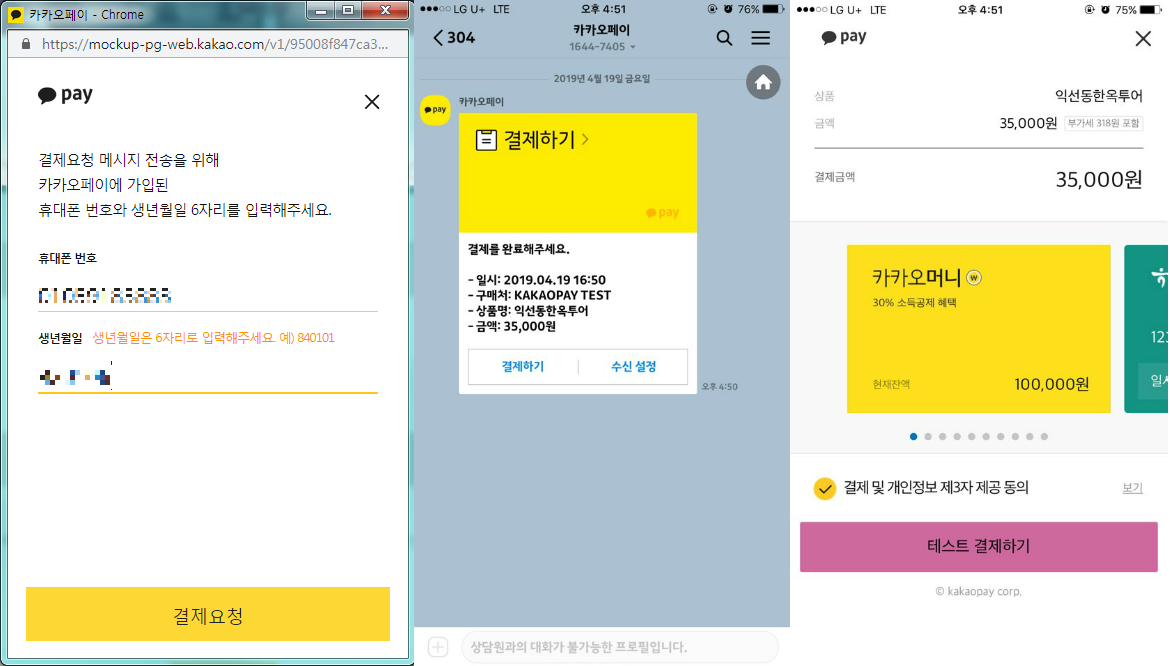 카카오페이 - Chrome
https://mockup-pg-web.kakao.com/v1/95008f847ca3...
pay
결제요청 메시지 전송을 위해
카카오페이에 가입된
휴대폰 번호와 생년월일 6자리를 입력해주세요.
휴대폰 번호
생년월일 생년월일은 6자리로 입력해주세요. 예) 840101
결제요청
LG U+ LTE 오후 4:51 76%
304 카카오페이
1644-7405
2019년 4월 19일 금요일
pay 카카오페이
결제하기
pay
결제를 완료해주세요.
- 일시: 2019.04.19 16:50
- 구매처: KAKAOPAY TEST
- 상품명: 익선동한옥투어
- 금액: 35,000원
결제하기 수신 설정
오후 4:50
상담원과의 대화가 불가능한 프로필입니다.
LG U+ LTE 오후 4:51 75%
pay
상품 익선동한옥투어
금액 35,000원 부가세 318원 포함
결제금액 35,000원
카카오머니 w
30% 소득공제 혜택
현재잔액 100,000원
123
일시
결제 및 개인정보 제3자 제공 동의 보기
테스트 결제하기
© kakaopay corp.